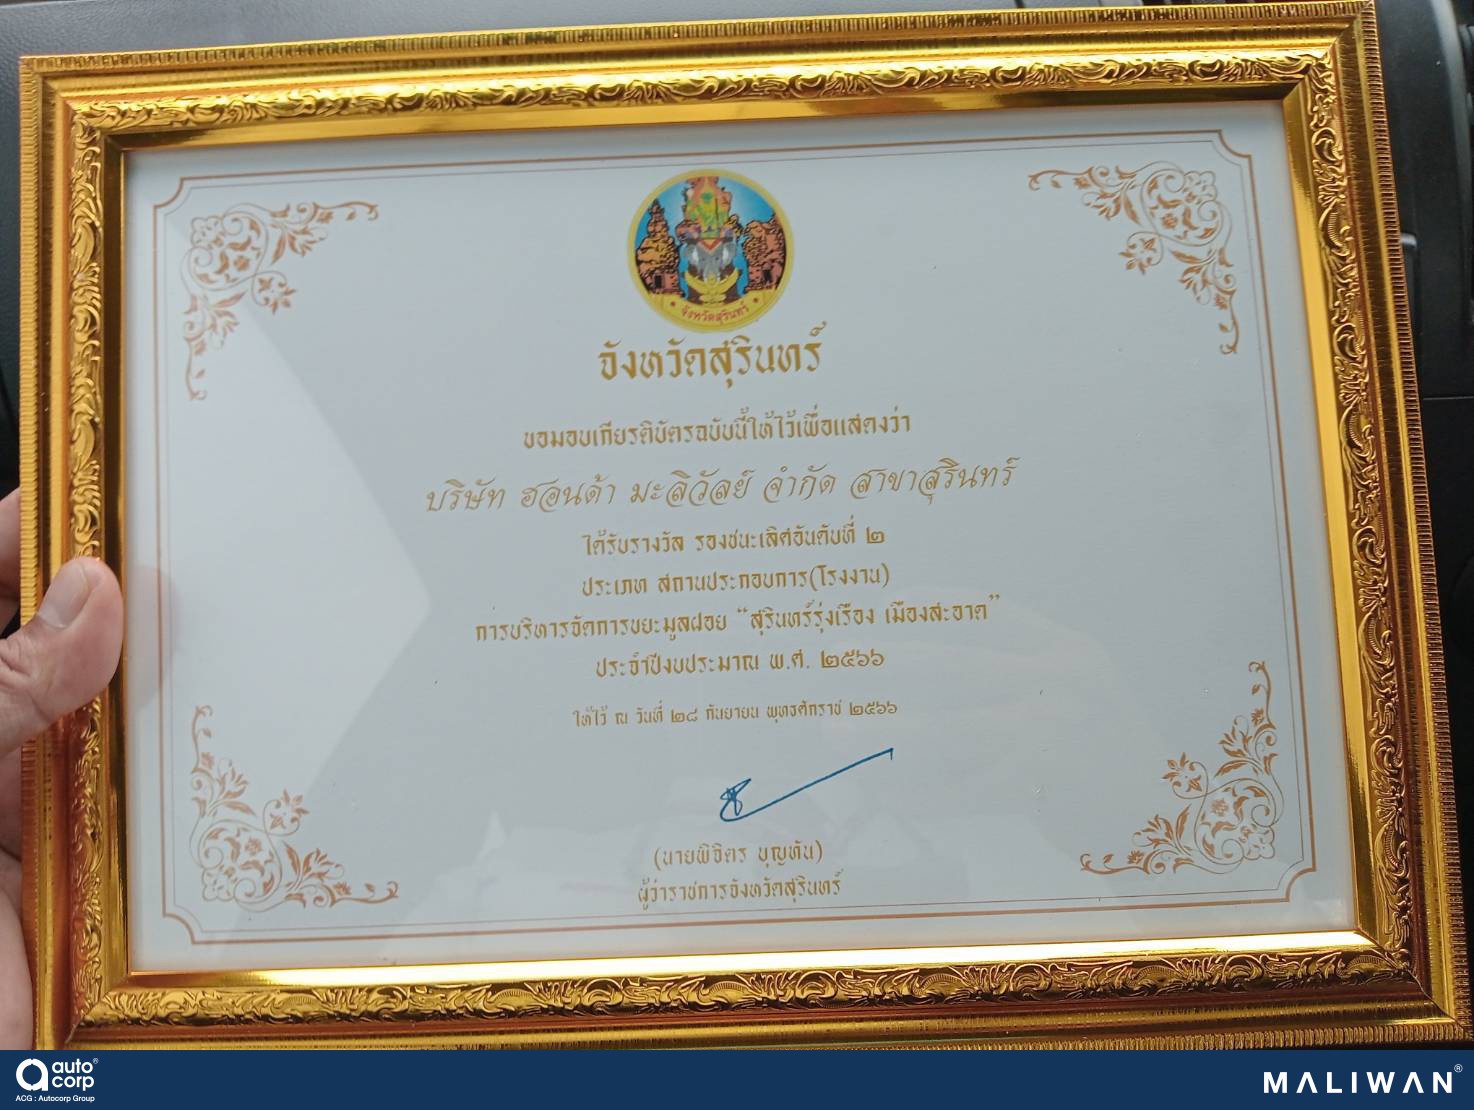 จังหวัดสุรินทร์
จังหวัดสุรินทร์
ขอมอบเกียรติบัตรฉบับนี้ให้ไว้เพื่อแสดงว่า
บริษัท ฮอนด้า มะลิวัลย์ จำกัด สาขาสุรินทร์
ได้รับรางวัล รองชนะเลิศอันดับที่ ๒
ประเภท สถานประกอบการ(โรงงาน)
การบริหารจัดการขยะมูลฝอย “สุรินทร์รุ่งเรือง เมืองสะอาด”
ประจำปีงบประมาณ พ.ศ. ๒๕๖๖
ให้ไว้ ณ วันที่ ๒๘ กันยายน พุทธศักราช ๒๕๖๖
(นายพิจิตร บุญทัน)
ผู้ว่าราชการจังหวัดสุรินทร์
auto corp®
ACG : Autocorp Group
MALIWAN®